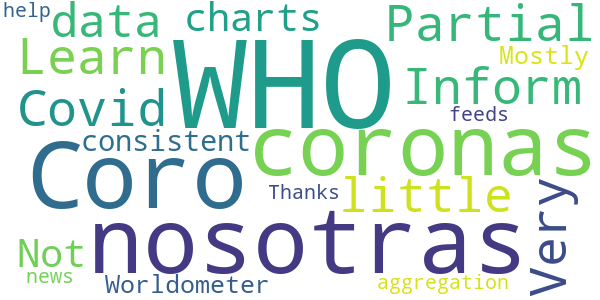 help
data
charts
Partial
Learn
WHO
Mostly
Inform
Covid
feeds
consistent
coronas
Coro
Thanks
little
Very
nosotras
Not
news
Worldometer
aggregation